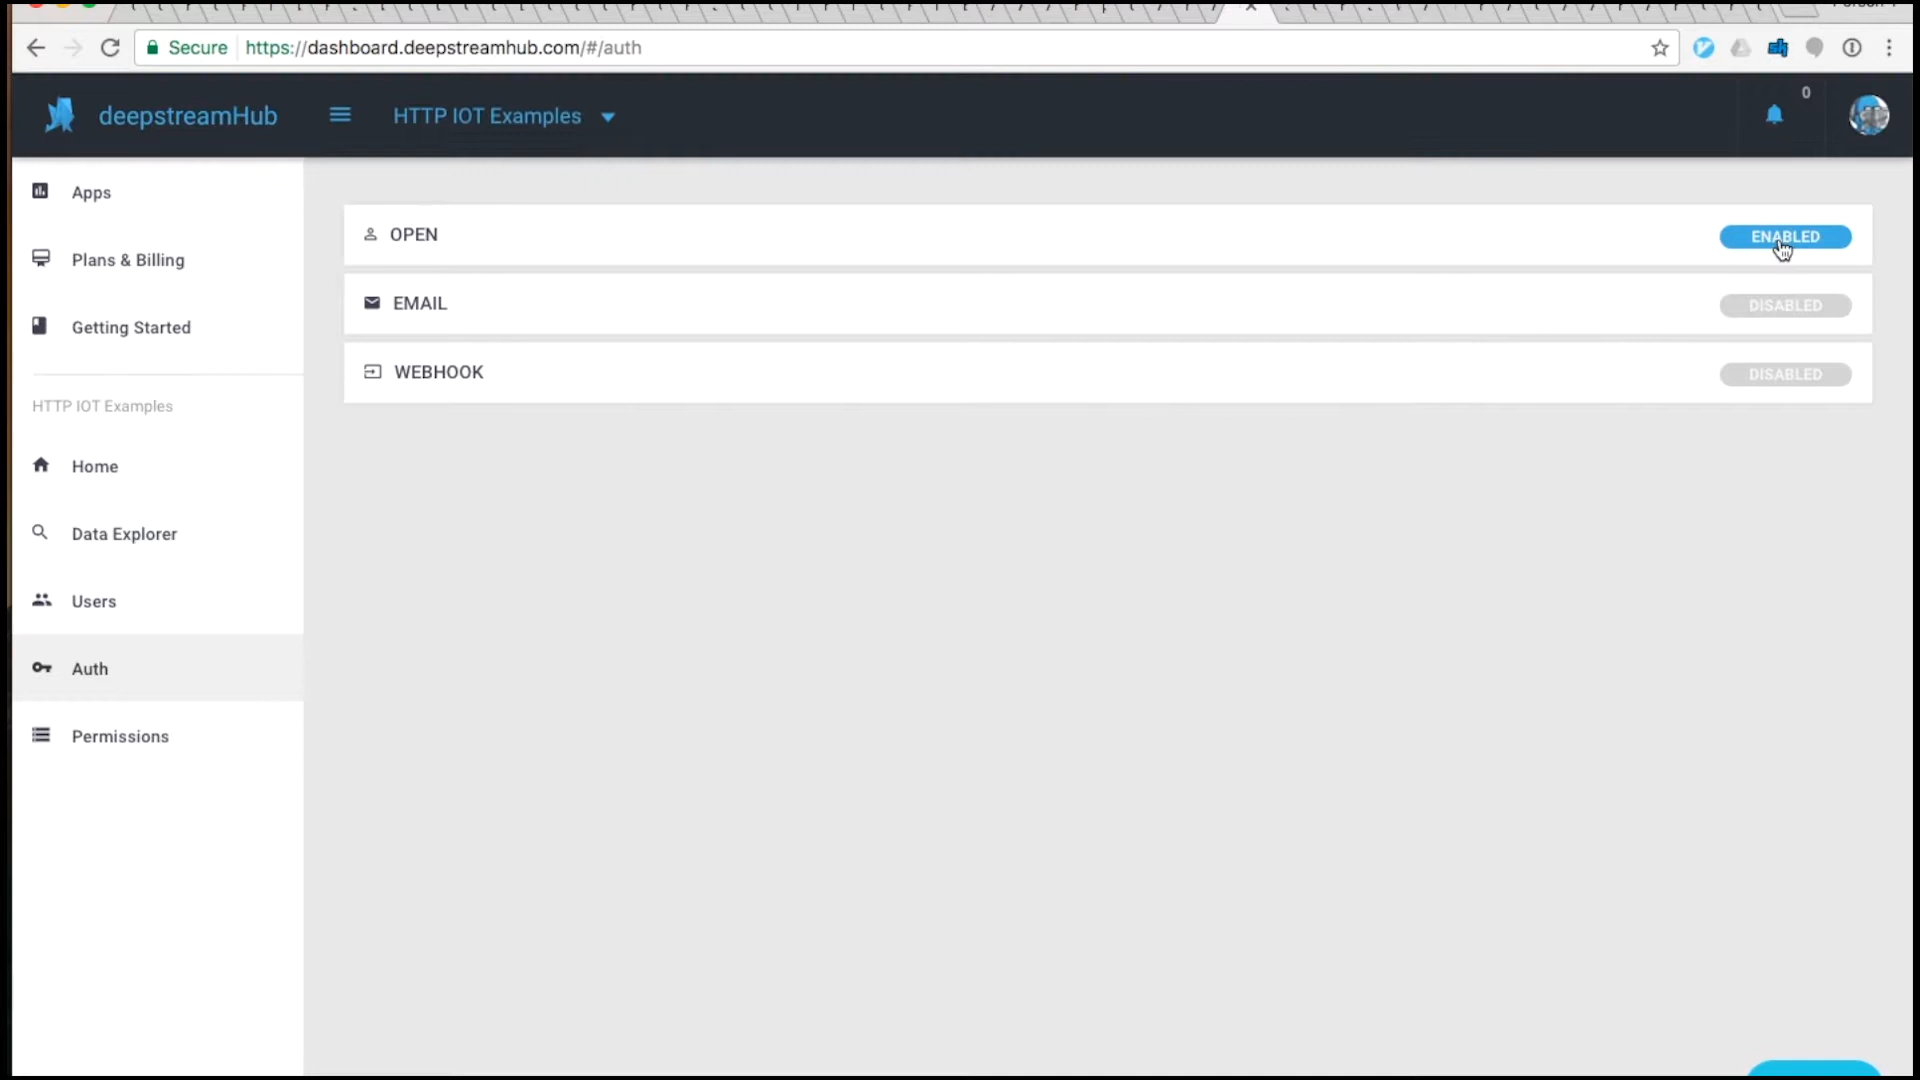 Secure https://dashboard.deepstreamhub.com/#/auth
deepstreamHub HTTP IOT Examples 0
Apps
Plans & Billing
Getting Started
HTTP IOT Examples
Home
Data Explorer
Users
Auth
Permissions
OPEN ENABLED
EMAIL DISABLED
WEBHOOK DISABLED